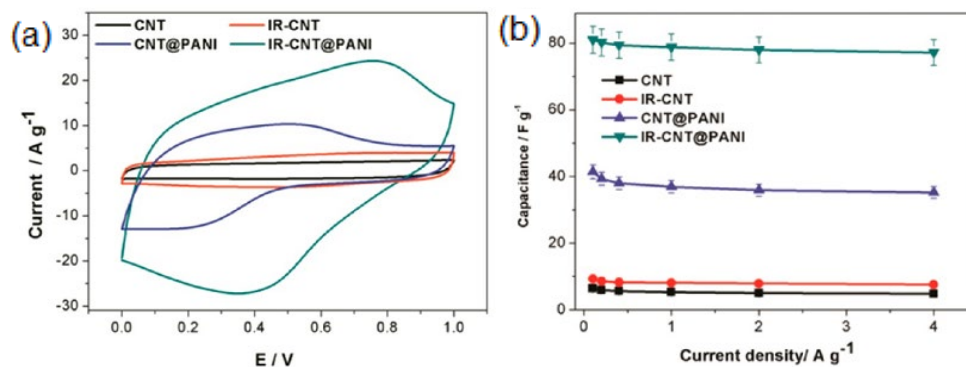 (a)
CNT IR-CNT
CNT@PANI IR-CNT@PANI
Current / A g-1
30
20
10
0
-10
-20
-30
0.0 0.2 0.4 0.6 0.8 1.0
E / V
(b)
Capacitance / F g-1
80
60
40
20
0
CNT
IR-CNT
CNT@PANI
IR-CNT@PANI
0 1 2 3 4
Current density/ A g-1